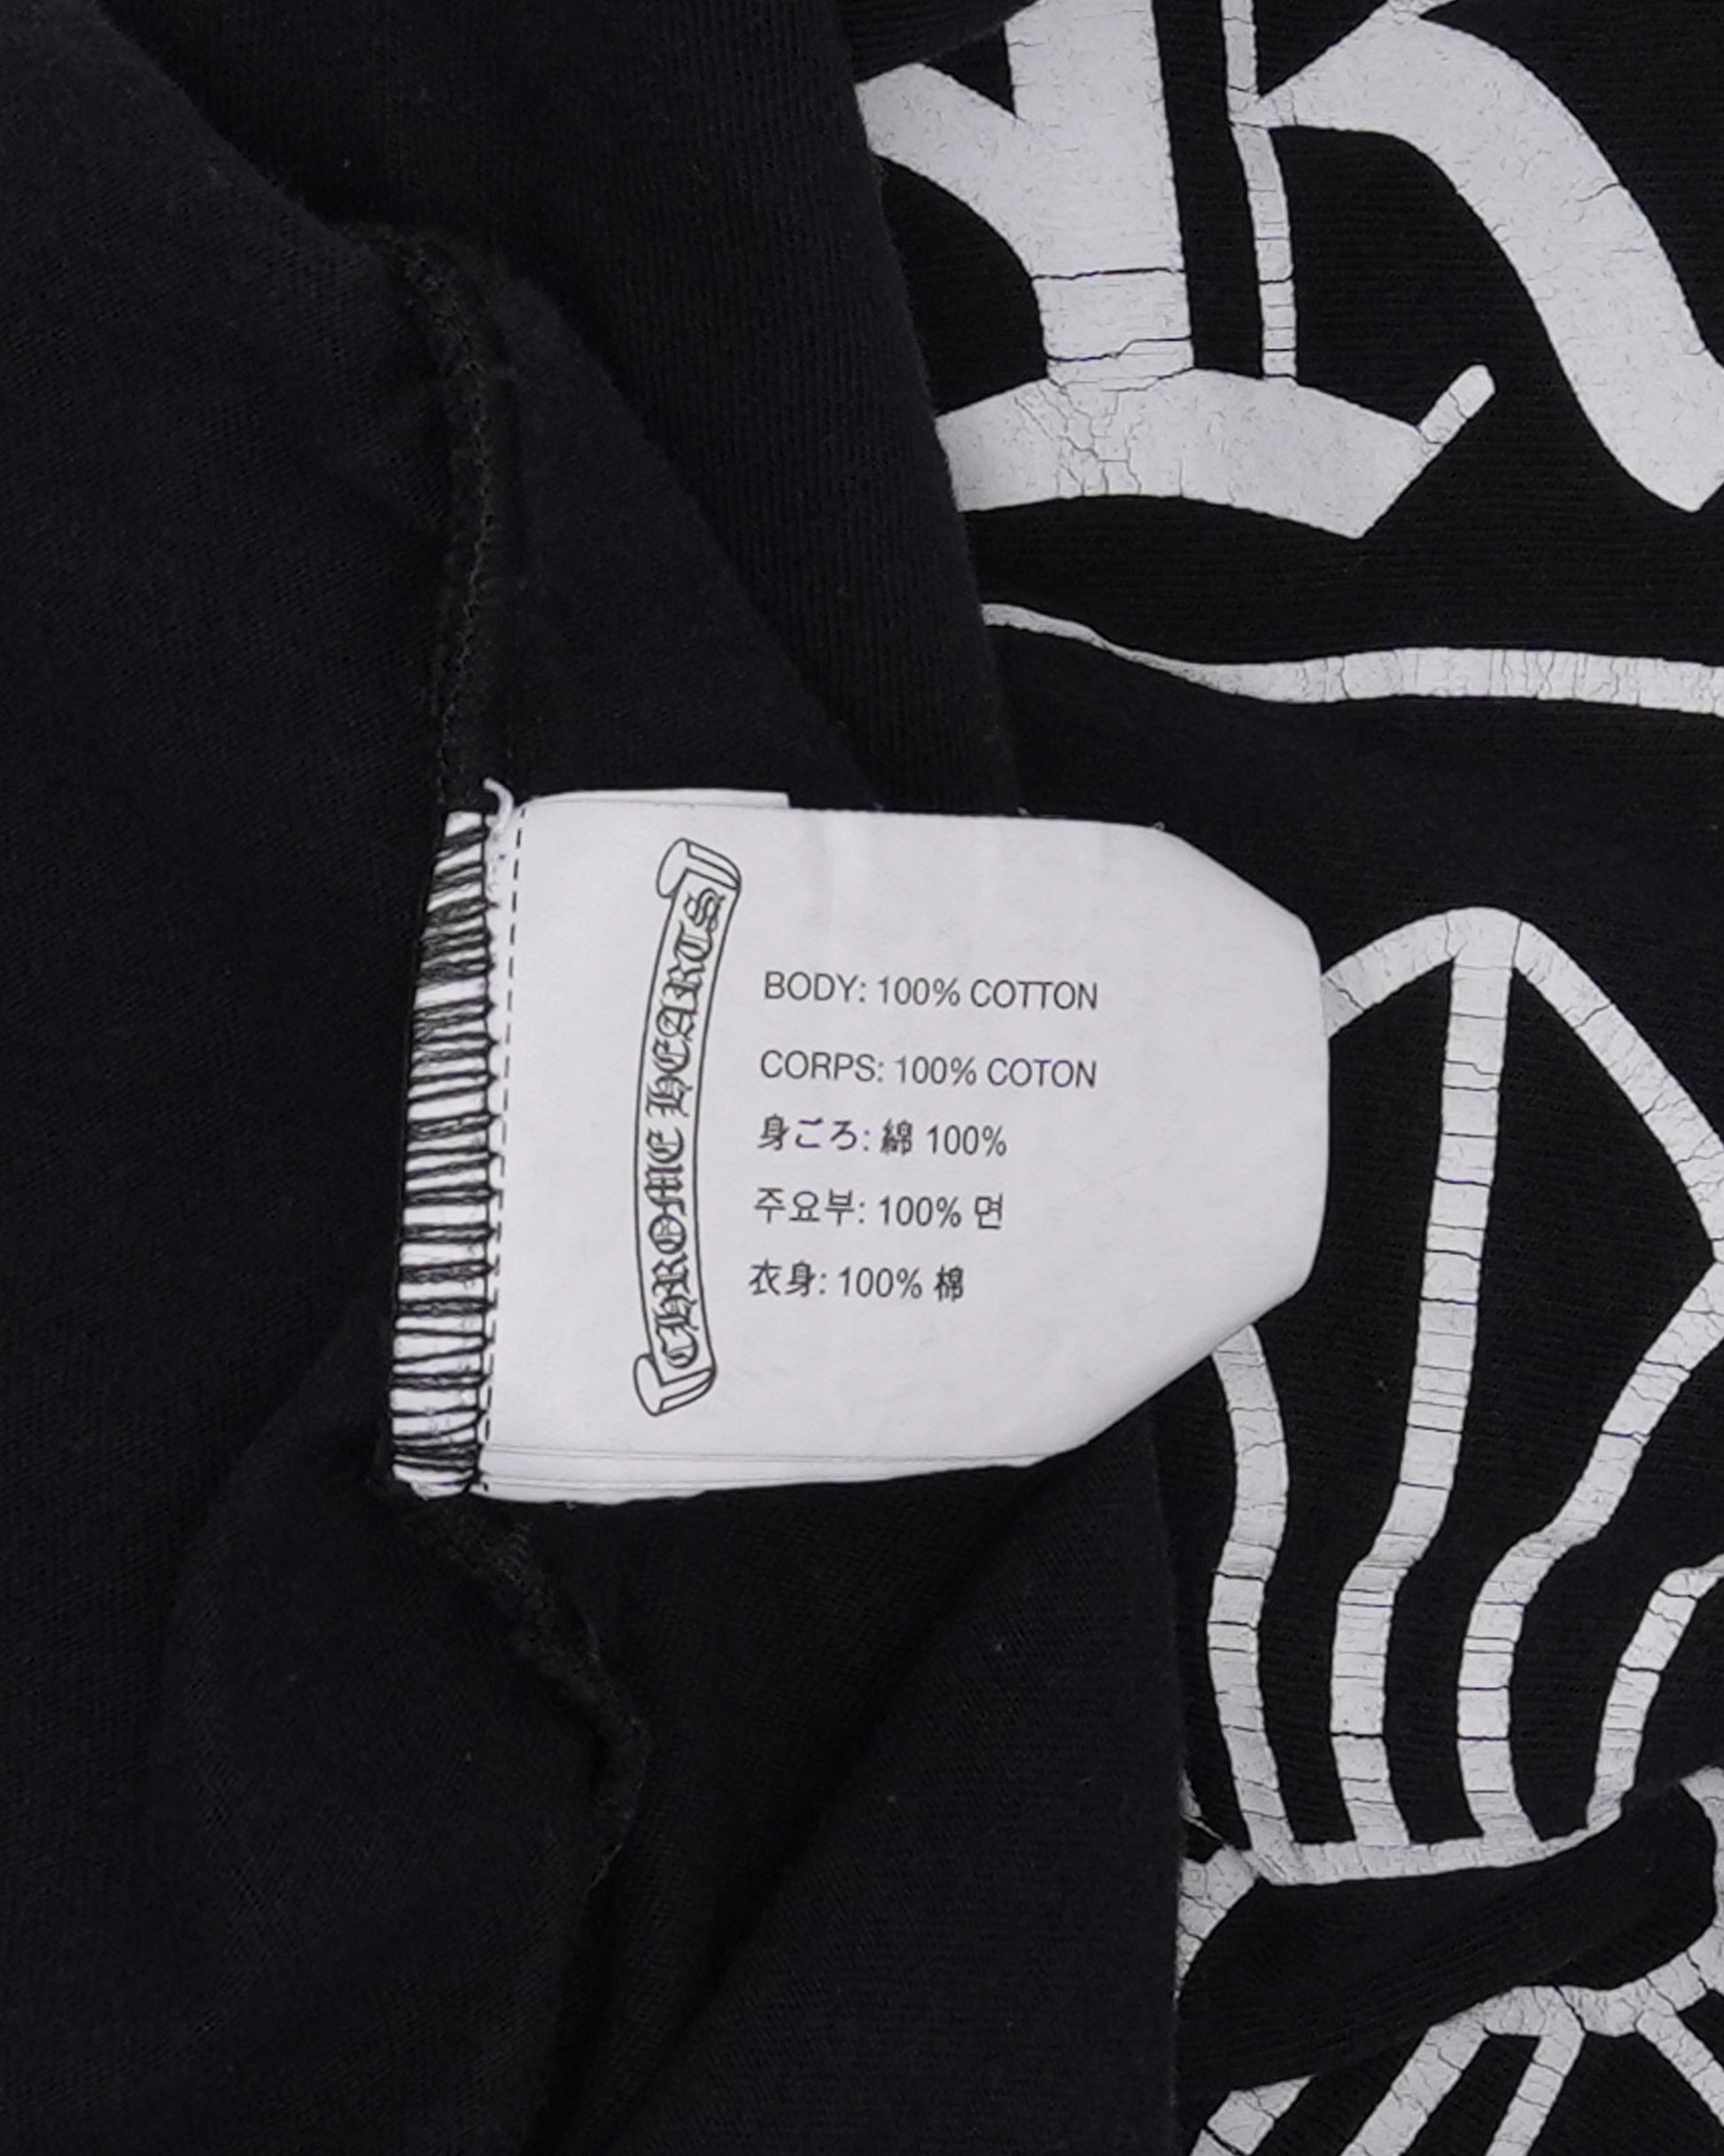 CHROME HEARTS
BODY: 100% COTTON
CORPS: 100% COTON
身ごろ: 綿 100%
주요부: 100% 면
衣身: 100% 棉